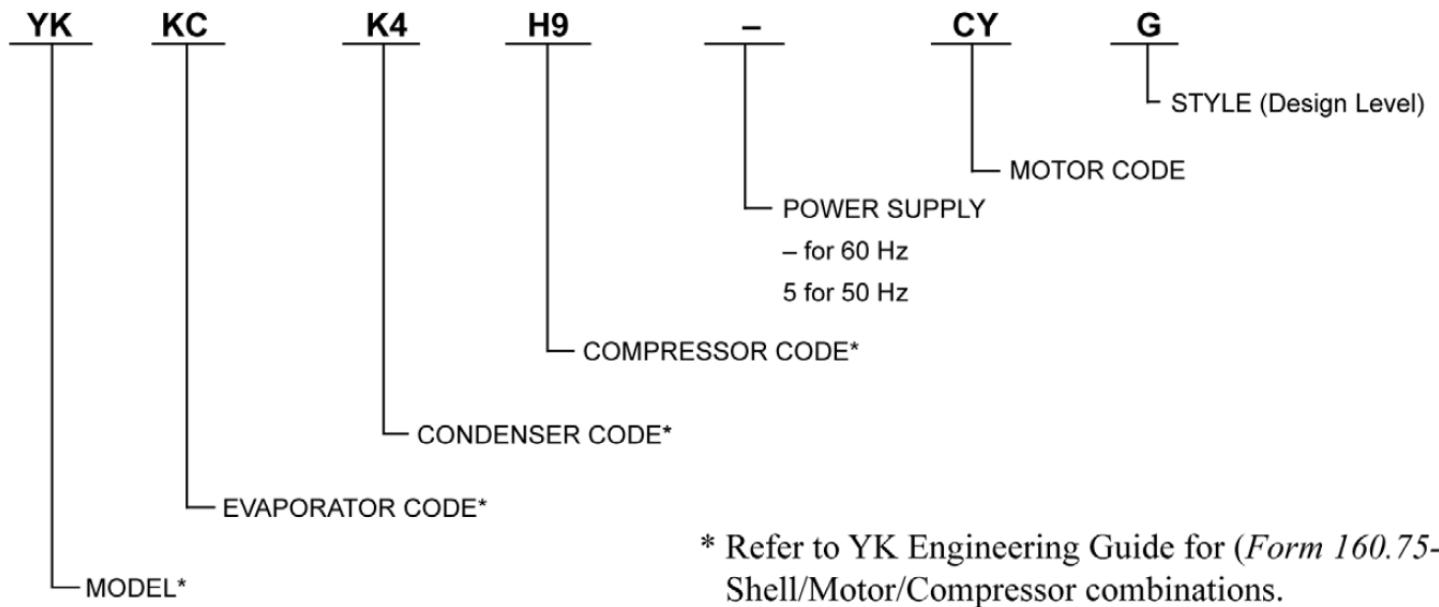 YK KC K4 H9 – CY G
STYLE (Design Level)
MOTOR CODE
POWER SUPPLY
– for 60 Hz
5 for 50 Hz
COMPRESSOR CODE*
CONDENSER CODE*
EVAPORATOR CODE*
MODEL*
* Refer to YK Engineering Guide for (Form 160.75-
Shell/Motor/Compressor combinations.